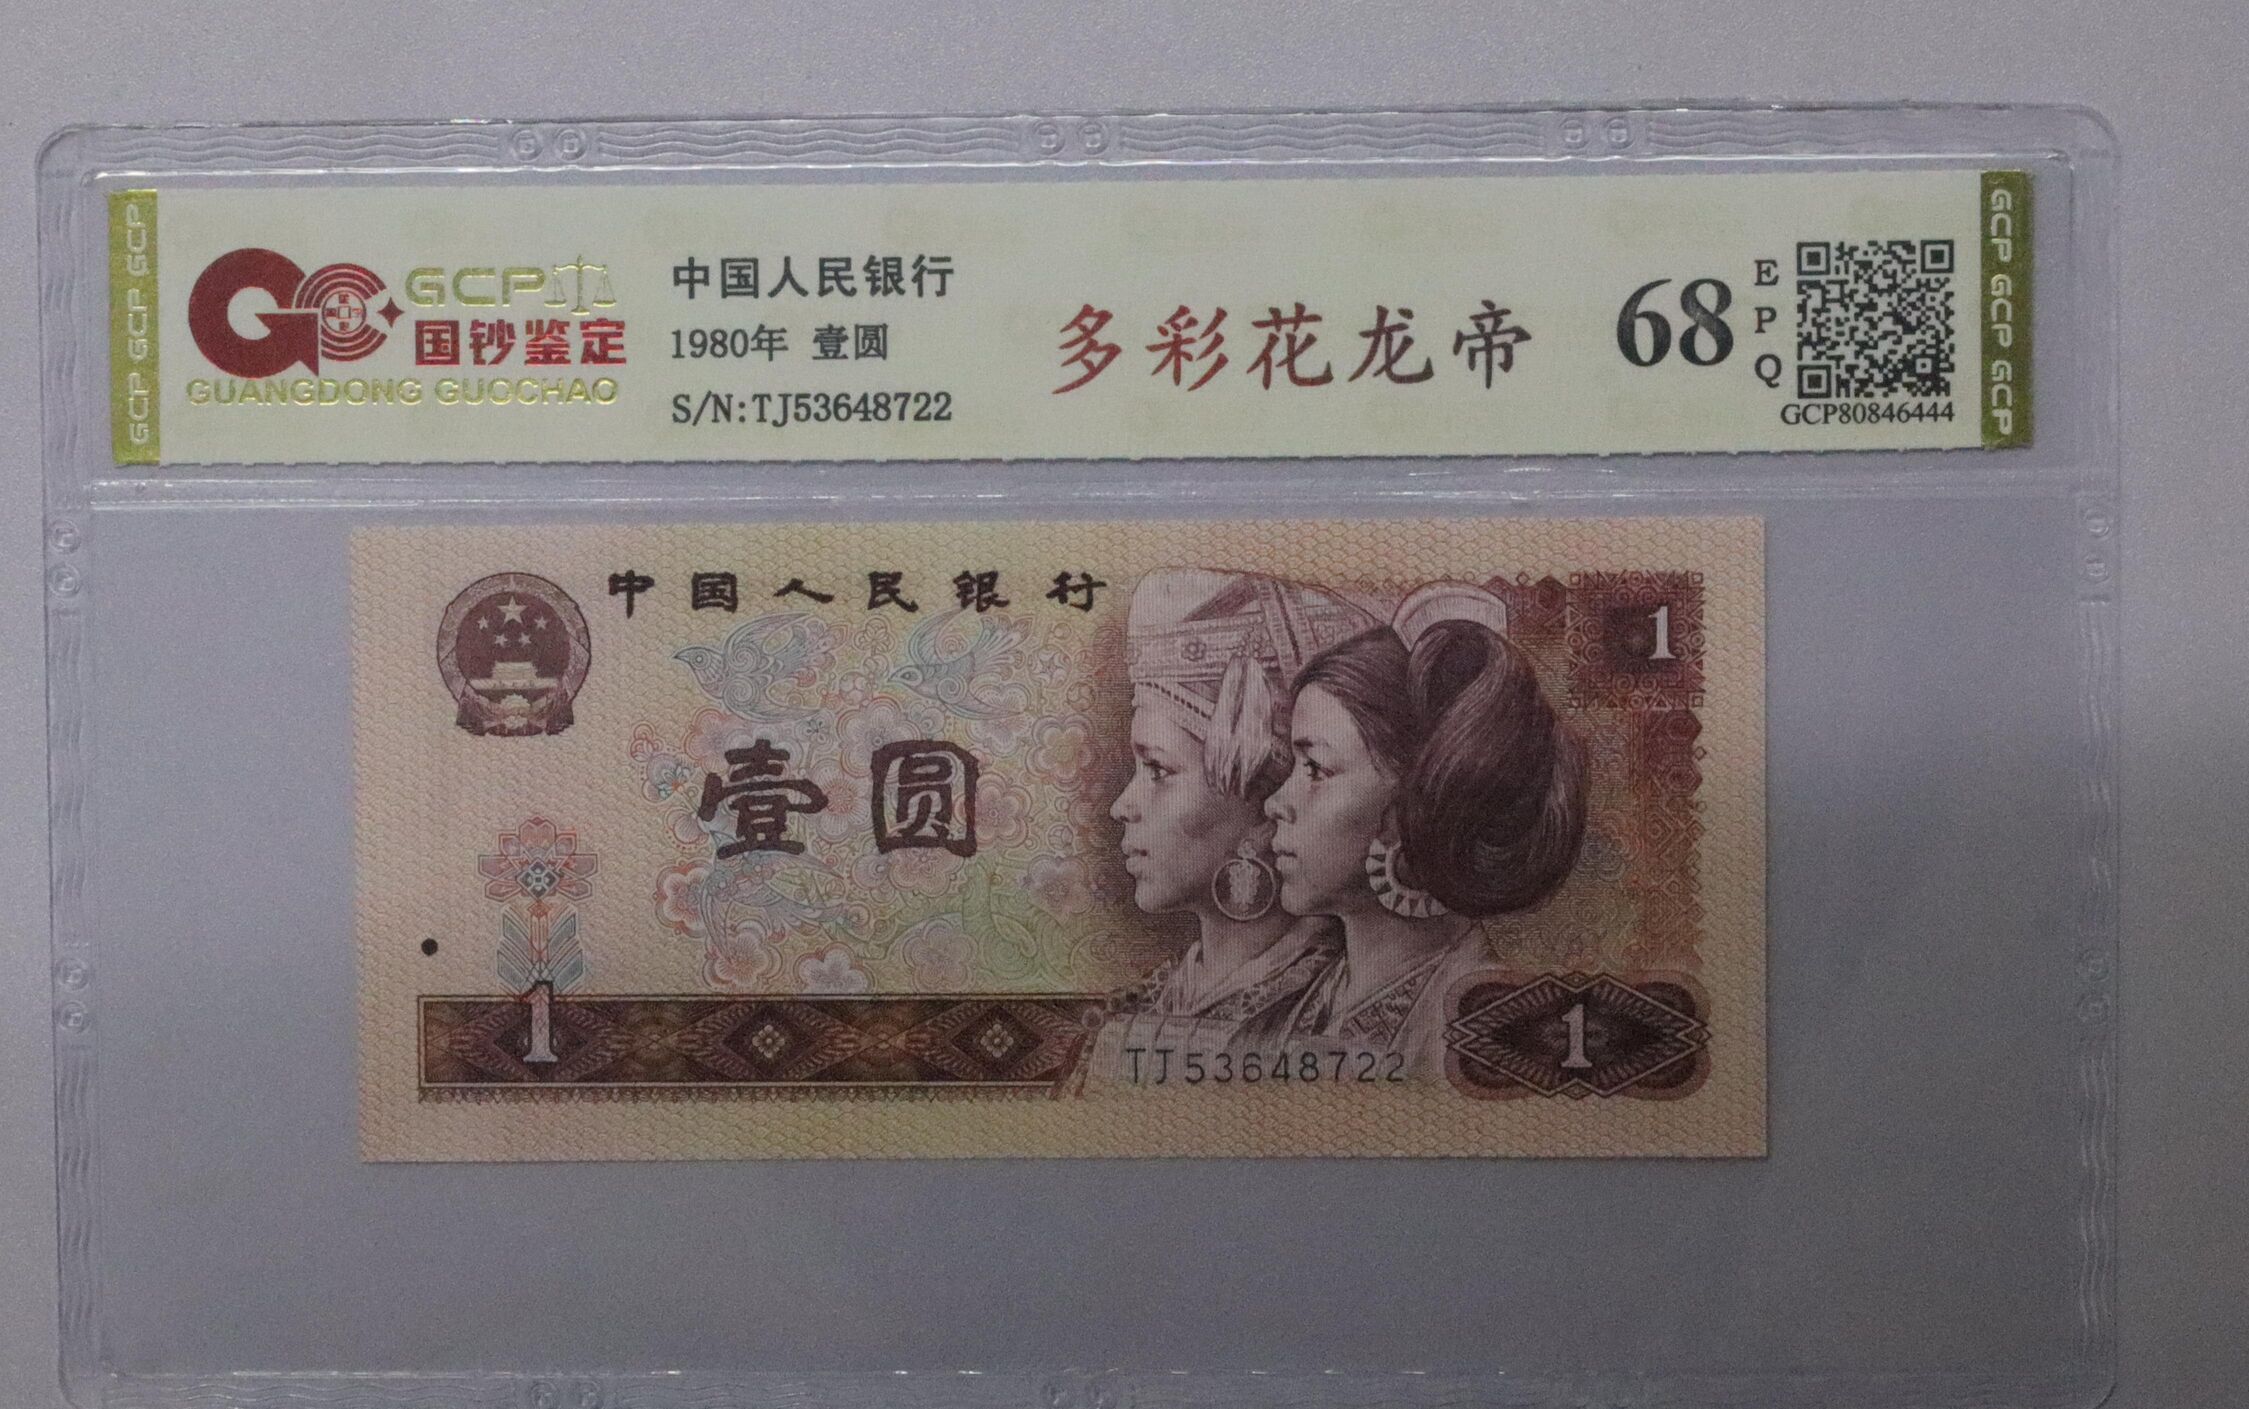 GCP
国钞鉴定
GUANGDONG GUOCHAO
中国人民银行
1980年 壹圆
S/N:TJ53648722
多彩花龙帝
68
EPQ
GCP80846444
GCP GCP GCP
GCP GCP GCP
中国人民银行
1
壹圆
1
1
TJ53648722